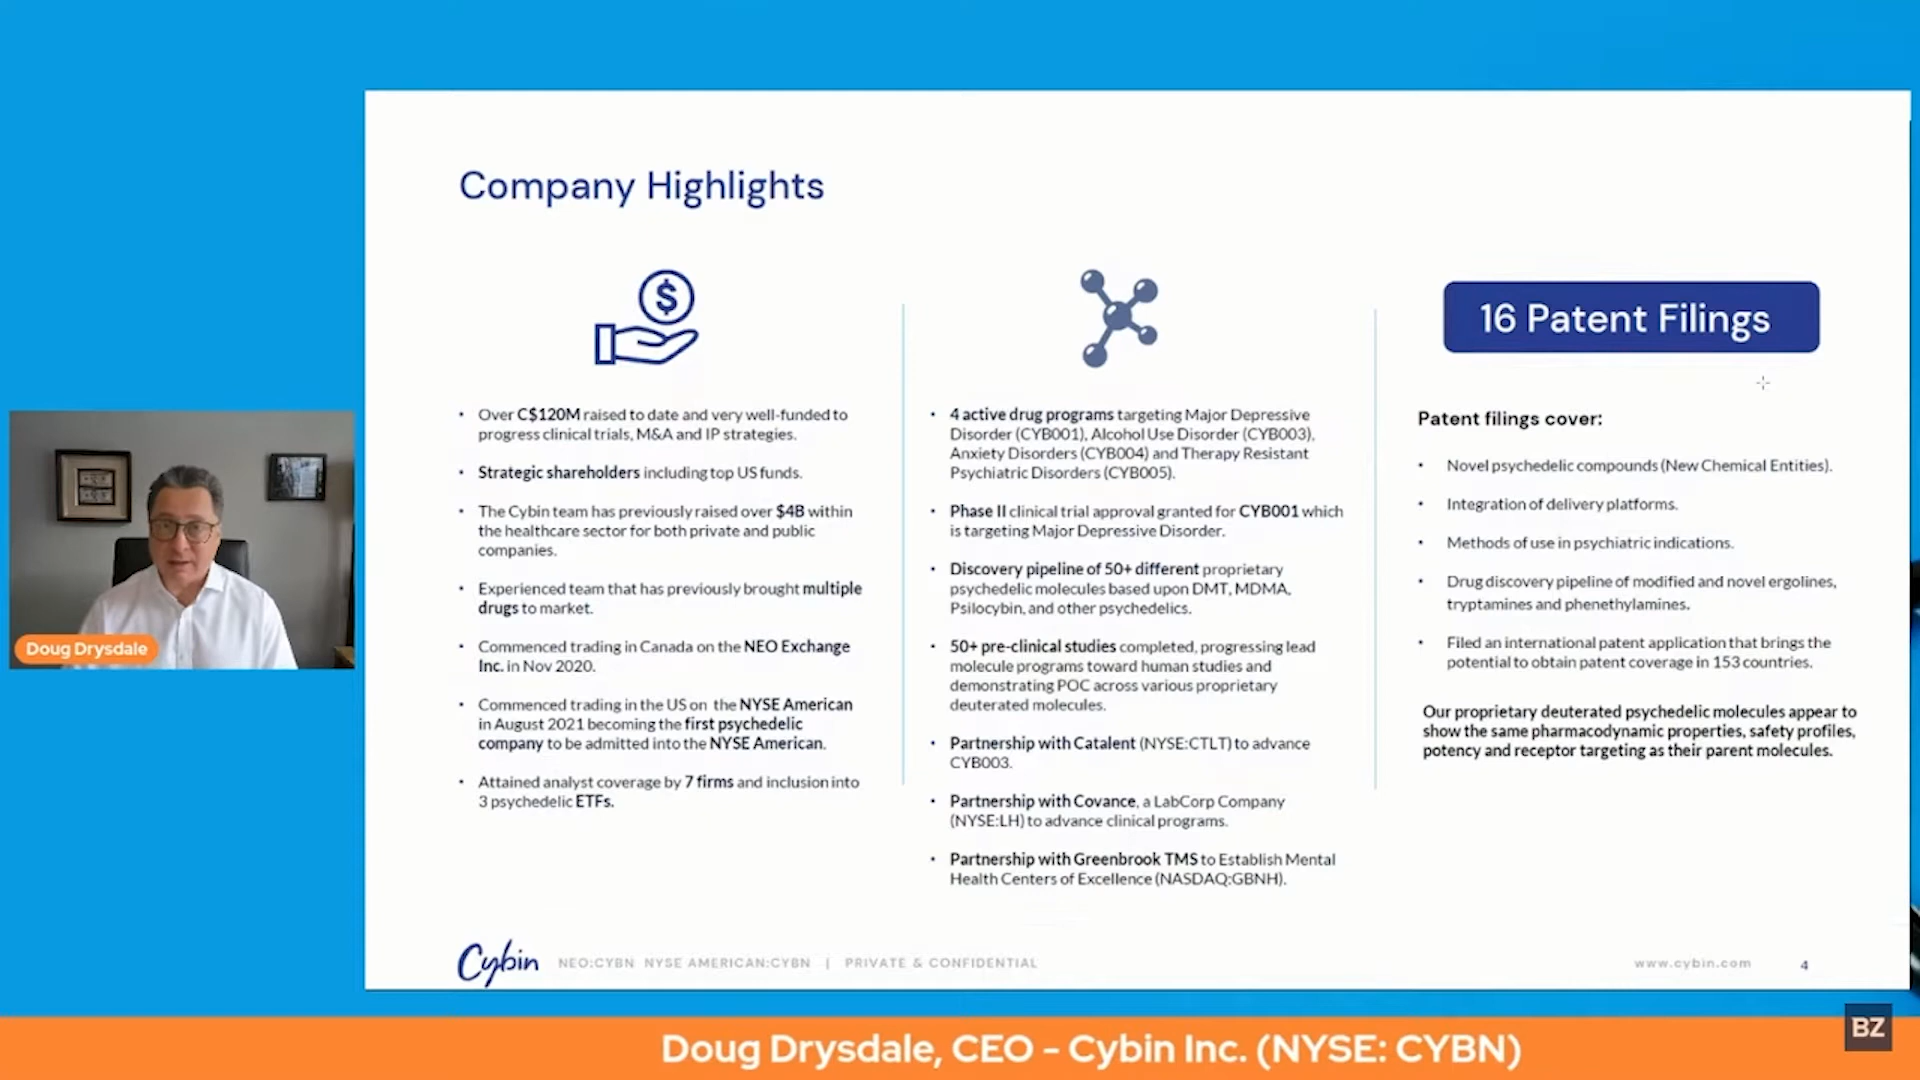 Company Highlights
$
16 Patent Filings
• Over C$120M raised to date and very well-funded to
progress clinical trials, M&A and IP strategies.
• Strategic shareholders including top US funds.
• The Cybin team has previously raised over $4B within
the healthcare sector for both private and public
companies.
• Experienced team that has previously brought multiple
drugs to market.
• Commenced trading in Canada on the NEO Exchange
Inc. in Nov 2020.
• Commenced trading in the US on the NYSE American
in August 2021 becoming the first psychedelic
company to be admitted into the NYSE American.
• Attained analyst coverage by 7 firms and inclusion into
3 psychedelic ETFs.
• 4 active drug programs targeting Major Depressive
Disorder (CYB001), Alcohol Use Disorder (CYB003),
Anxiety Disorders (CYB004) and Therapy Resistant
Psychiatric Disorders (CYB005).
• Phase II clinical trial approval granted for CYB001 which
is targeting Major Depressive Disorder.
• Discovery pipeline of 50+ different proprietary
psychedelic molecules based upon DMT, MDMA,
Psilocybin, and other psychedelics.
• 50+ pre-clinical studies completed, progressing lead
molecule programs toward human studies and
demonstrating POC across various proprietary
deuterated molecules.
• Partnership with Catalent (NYSE:CTLT) to advance
CYB003.
• Partnership with Covance, a LabCorp Company
(NYSE:LH) to advance clinical programs.
• Partnership with Greenbrook TMS to Establish Mental
Health Centers of Excellence (NASDAQ:GBNH).
Patent filings cover:
• Novel psychedelic compounds (New Chemical Entities).
• Integration of delivery platforms.
• Methods of use in psychiatric indications.
• Drug discovery pipeline of modified and novel ergolines,
tryptamines and phenethylamines.
• Filed an international patent application that brings the
potential to obtain patent coverage in 153 countries.
Our proprietary deuterated psychedelic molecules appear to
show the same pharmacodynamic properties, safety profiles,
potency and receptor targeting as their parent molecules.
Doug Drysdale
Cybin NEO:CYBN NYSE AMERICAN:CYBN | PRIVATE & CONFIDENTIAL
www.cybin.com 4
Doug Drysdale, CEO - Cybin Inc. (NYSE: CYBN)
BZ